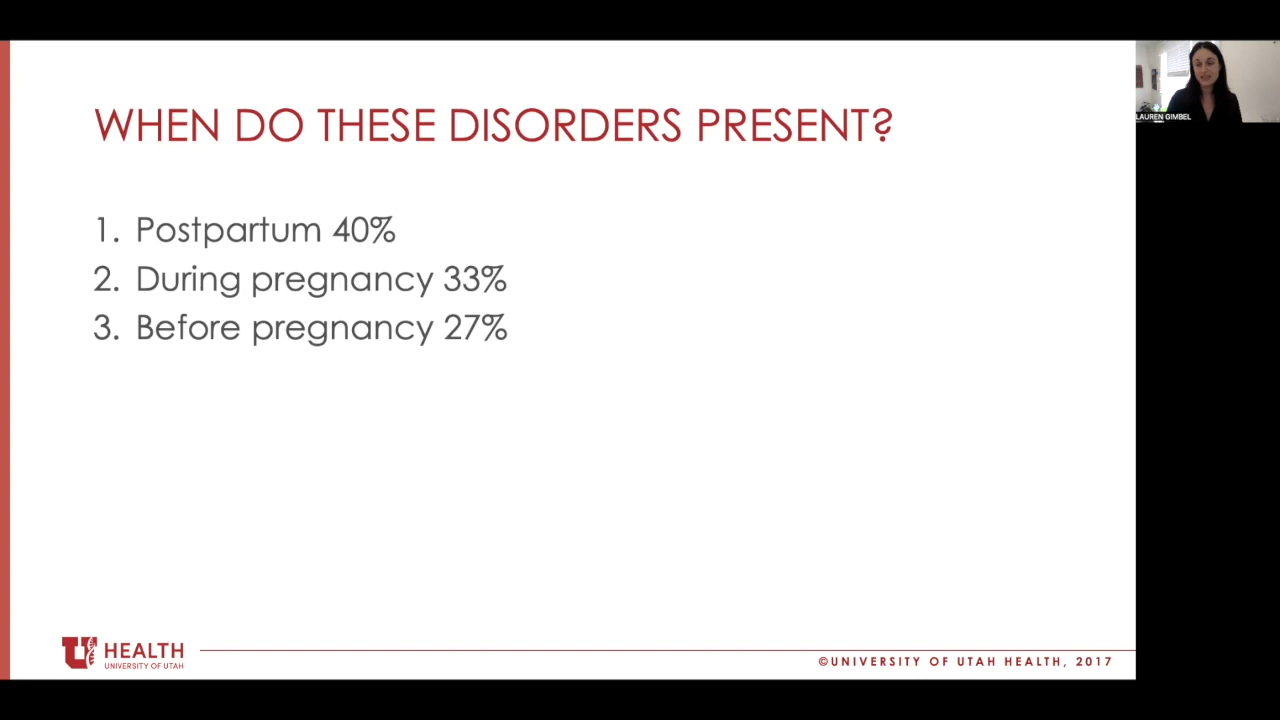 WHEN DO THESE DISORDERS PRESENT?
1. Postpartum 40%
2. During pregnancy 33%
3. Before pregnancy 27%
LAUREN GIMBEL
U HEALTH
UNIVERSITY OF UTAH
©UNIVERSITY OF UTAH HEALTH, 2017